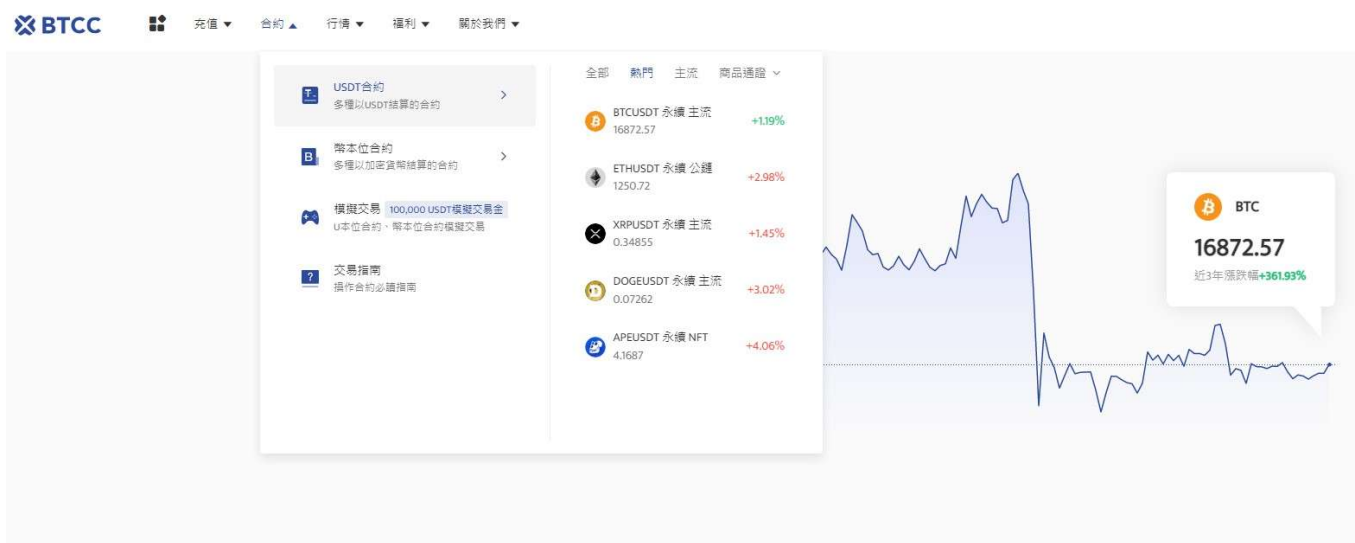 BTCC
充值 ▼
合約 ▲
行情 ▼
福利 ▼
關於我們 ▼
USDT合約
多種以USDT結算的合約
幣本位合約
多種以加密貨幣結算的合約
模擬交易 100,000 USDT模擬交易金
U本位合約、幣本位合約模擬交易
交易指南
操作合約必讀指南
全部 熱門 主流 商品通證
BTCUSDT 永續 主流
16872.57
+1.19%
ETHUSDT 永續 公鏈
1250.72
+2.98%
XRPUSDT 永續 主流
0.34855
+1.45%
DOGEUSDT 永續 主流
0.07262
+3.02%
APEUSDT 永續 NFT
4.1687
+4.06%
BTC
16872.57
近3年漲跌幅+361.93%